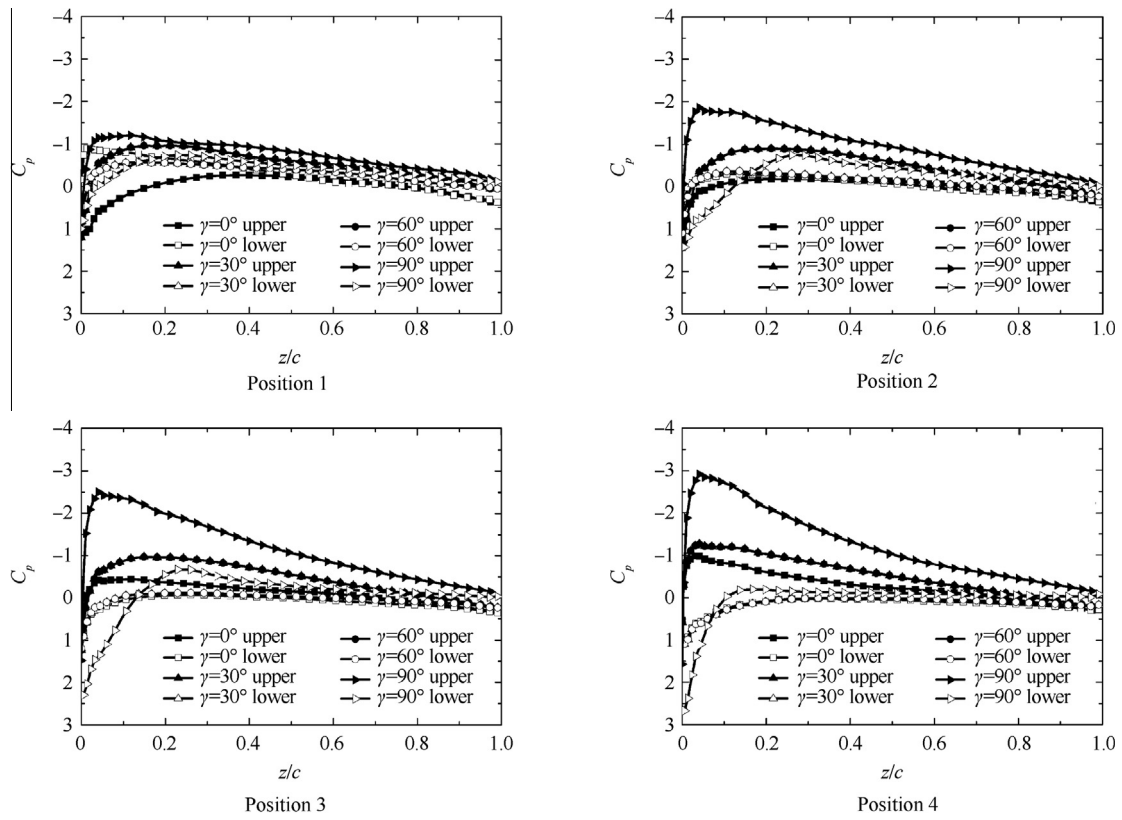 −4
−3
−2
−1
0
1
2
3
C_p
γ=0° upper
γ=0° lower
γ=30° upper
γ=30° lower
γ=60° upper
γ=60° lower
γ=90° upper
γ=90° lower
0 0.2 0.4 0.6 0.8 1.0
z/c
Position 1
−4
−3
−2
−1
0
1
2
3
C_p
γ=0° upper
γ=0° lower
γ=30° upper
γ=30° lower
γ=60° upper
γ=60° lower
γ=90° upper
γ=90° lower
0 0.2 0.4 0.6 0.8 1.0
z/c
Position 2
−4
−3
−2
−1
0
1
2
3
C_p
γ=0° upper
γ=0° lower
γ=30° upper
γ=30° lower
γ=60° upper
γ=60° lower
γ=90° upper
γ=90° lower
0 0.2 0.4 0.6 0.8 1.0
z/c
Position 3
−4
−3
−2
−1
0
1
2
3
C_p
γ=0° upper
γ=0° lower
γ=30° upper
γ=30° lower
γ=60° upper
γ=60° lower
γ=90° upper
γ=90° lower
0 0.2 0.4 0.6 0.8 1.0
z/c
Position 4